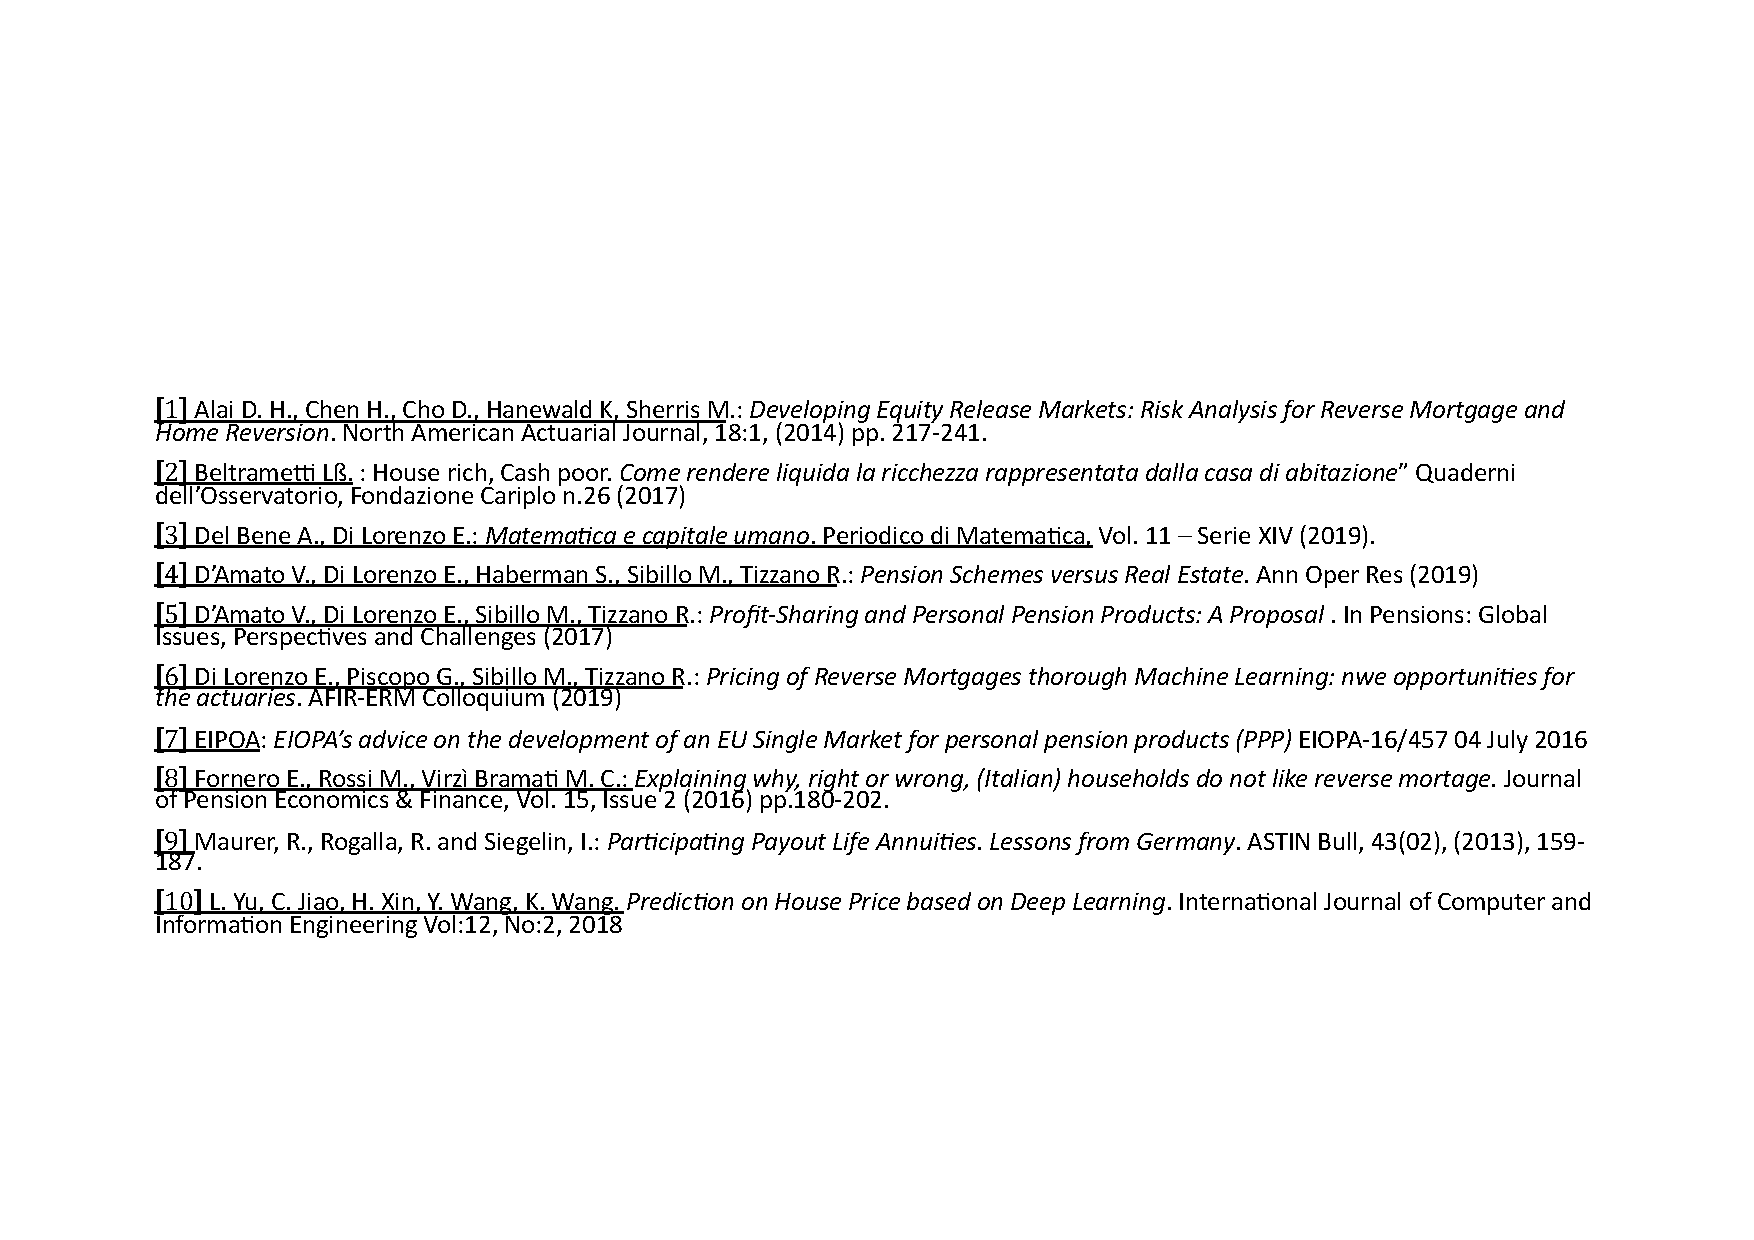 [1] Alai D. H., Chen H., Cho D., Hanewald K, Sherris M.: Developing Equity Release Markets: Risk Analysis for Reverse Mortgage and
Home Reversion. North American Actuarial Journal, 18:1, (2014) pp. 217-241.
[2] Beltrametti Lß. : House rich, Cash poor. Come rendere liquida la ricchezza rappresentata dalla casa di abitazione” Quaderni
dell’Osservatorio, Fondazione Cariplo n.26 (2017)
[3] Del Bene A., Di Lorenzo E.: Matematica e capitale umano. Periodico di Matematica, Vol. 11 – Serie XIV (2019).
[4] D’Amato V., Di Lorenzo E., Haberman S., Sibillo M., Tizzano R.: Pension Schemes versus Real Estate. Ann Oper Res (2019)
[5] D’Amato V., Di Lorenzo E., Sibillo M., Tizzano R.: Profit-Sharing and Personal Pension Products: A Proposal . In Pensions: Global
Issues, Perspectives and Challenges (2017)
[6] Di Lorenzo E., Piscopo G., Sibillo M., Tizzano R.: Pricing of Reverse Mortgages thorough Machine Learning: nwe opportunities for
the actuaries. AFIR-ERM Colloquium (2019)
[7] EIPOA: EIOPA’s advice on the development of an EU Single Market for personal pension products (PPP) EIOPA-16/457 04 July 2016
[8] Fornero E., Rossi M., Virzì Bramati M. C.: Explaining why, right or wrong, (Italian) households do not like reverse mortage. Journal
of Pension Economics & Finance, Vol. 15, Issue 2 (2016) pp.180-202.
[9] Maurer, R., Rogalla, R. and Siegelin, I.: Participating Payout Life Annuities. Lessons from Germany. ASTIN Bull, 43(02), (2013), 159-
187.
[10] L. Yu, C. Jiao, H. Xin, Y. Wang, K. Wang. Prediction on House Price based on Deep Learning. International Journal of Computer and
Information Engineering Vol:12, No:2, 2018